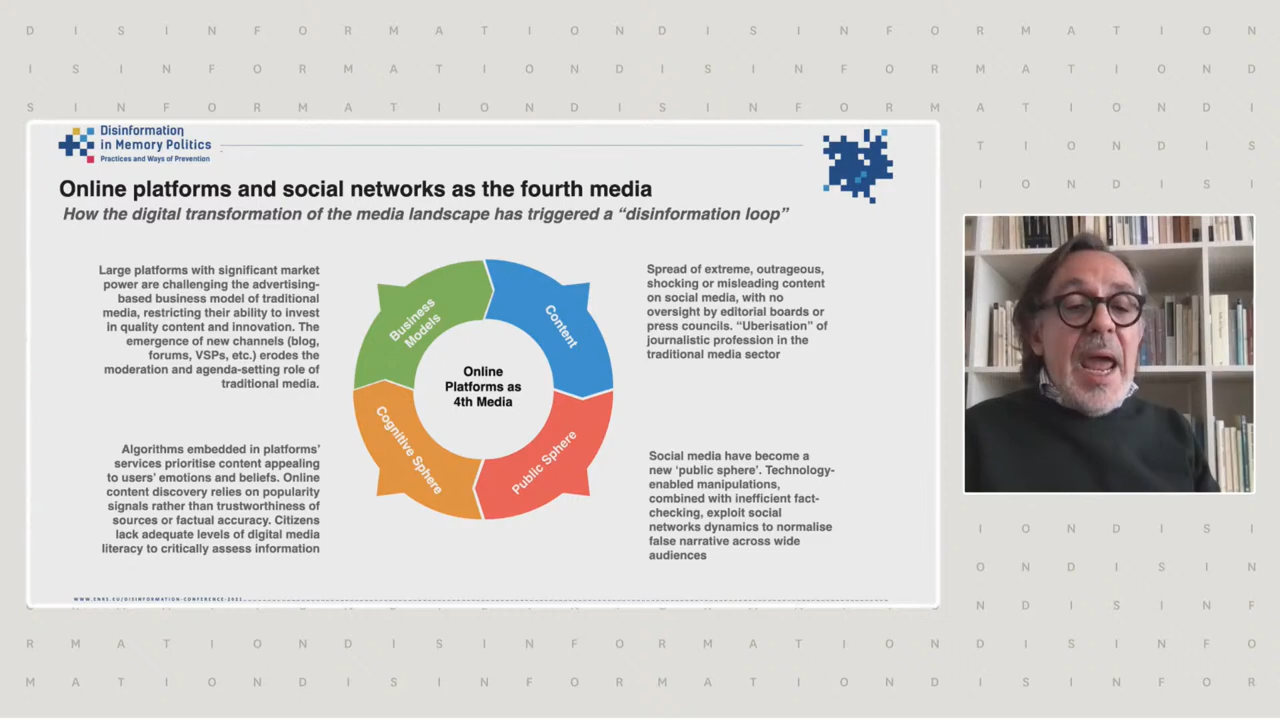 D I S I N F O R M A T I O N D I S I N F O R M A T I O N
I S I N F O R M A T I O N D I S I N F O R M A T I O N D
S I N F O R M A T I O N D I S I N F O R M A T I O N D I
T I O N D I S
I O N D I S I
Disinformation
in Memory Politics
Practices and Ways of Prevention
Online platforms and social networks as the fourth media
How the digital transformation of the media landscape has triggered a “disinformation loop”
Large platforms with significant market
power are challenging the advertising-
based business model of traditional
media, restricting their ability to invest
in quality content and innovation. The
emergence of new channels (blog,
forums, VSPs, etc.) erodes the
moderation and agenda-setting role of
traditional media.
Business
Models
Content
Spread of extreme, outrageous,
shocking or misleading content
on social media, with no
oversight by editorial boards or
press councils. “Uberisation” of
journalistic profession in the
traditional media sector
Online
Platforms as
4th Media
Cognitive Sphere
Public Sphere
Algorithms embedded in platforms’
services prioritise content appealing
to users’ emotions and beliefs. Online
content discovery relies on popularity
signals rather than trustworthiness of
sources or factual accuracy. Citizens
lack adequate levels of digital media
literacy to critically assess information
Social media have become a
new ‘public sphere’. Technology-
enabled manipulations,
combined with inefficient fact-
checking, exploit social
networks dynamics to normalise
false narrative across wide
audiences
I O N D I S I
O N D I S I N
WWW.ENRS.EU/DISINFORMATION-CONFERENCE-2021
N D I S I N F
R M A T I O N D I S I N F O R M A T I O N D I S I N F O
M A T I O N D I S I N F O R M A T I O N D I S I N F O R